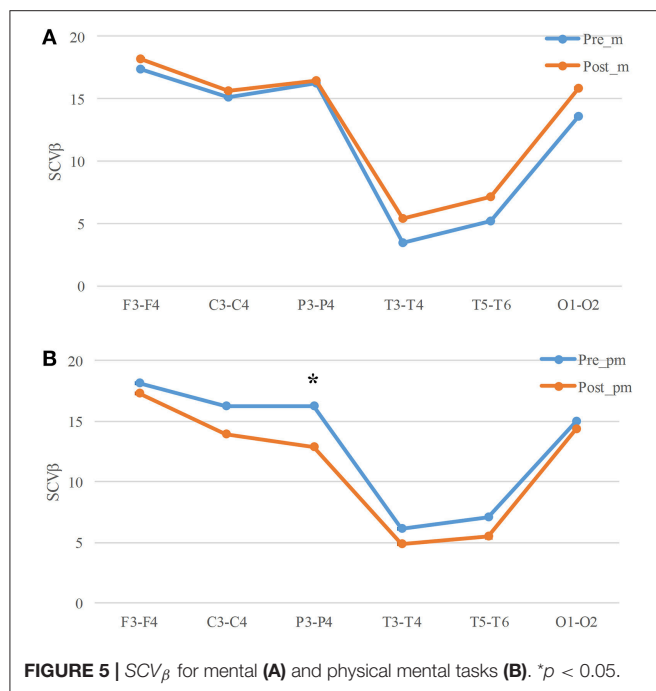 A
20
15
10
5
0
SCVβ
Pre_m
Post_m
F3-F4 C3-C4 P3-P4 T3-T4 T5-T6 O1-O2
B
20
15
10
5
0
SCVβ
*
Pre_pm
Post_pm
F3-F4 C3-C4 P3-P4 T3-T4 T5-T6 O1-O2
FIGURE 5 | SCVβ for mental (A) and physical mental tasks (B). *p < 0.05.